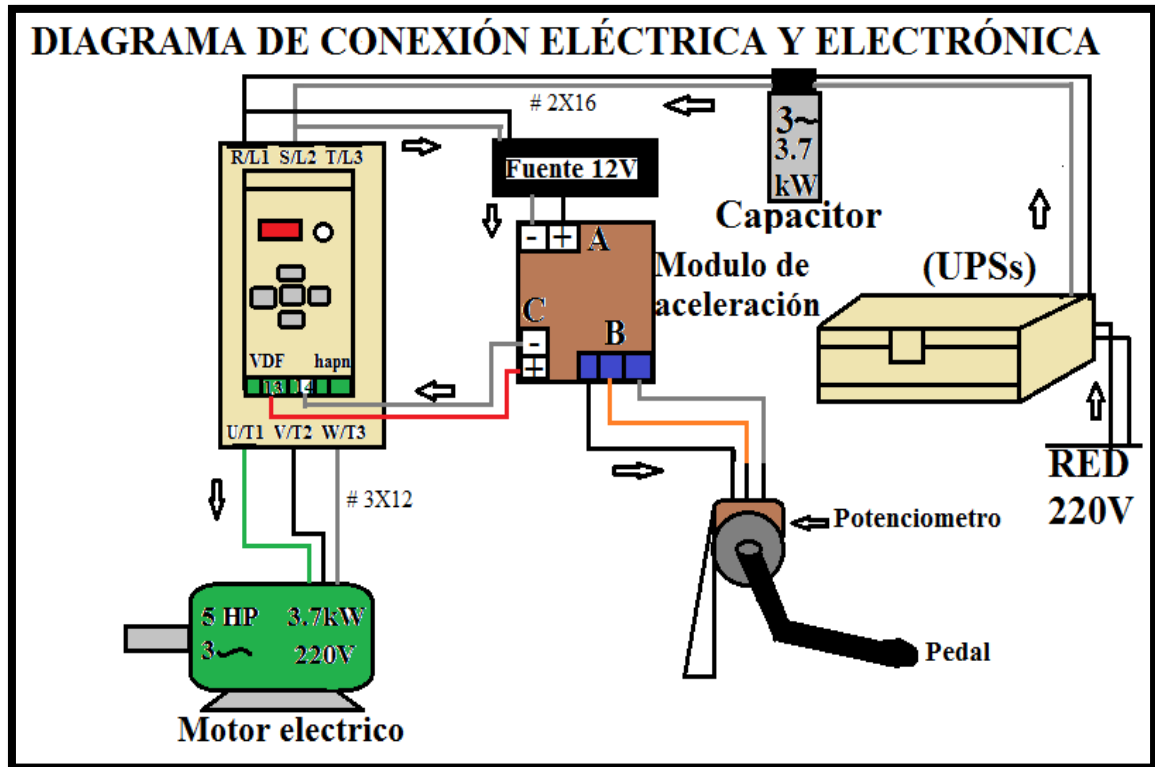 DIAGRAMA DE CONEXIÓN ELÉCTRICA Y ELECTRÓNICA
# 2X16
3~
3.7
kW
Capacitor
R/L1 S/L2 T/L3
Fuente 12V
- + A
Modulo de
aceleración
(UPSs)
C
-
+
B
VDF hapn
13 14
U/T1 V/T2 W/T3
# 3X12
RED
220V
Potenciometro
5 HP 3.7kW
3~ 220V
Pedal
Motor electrico